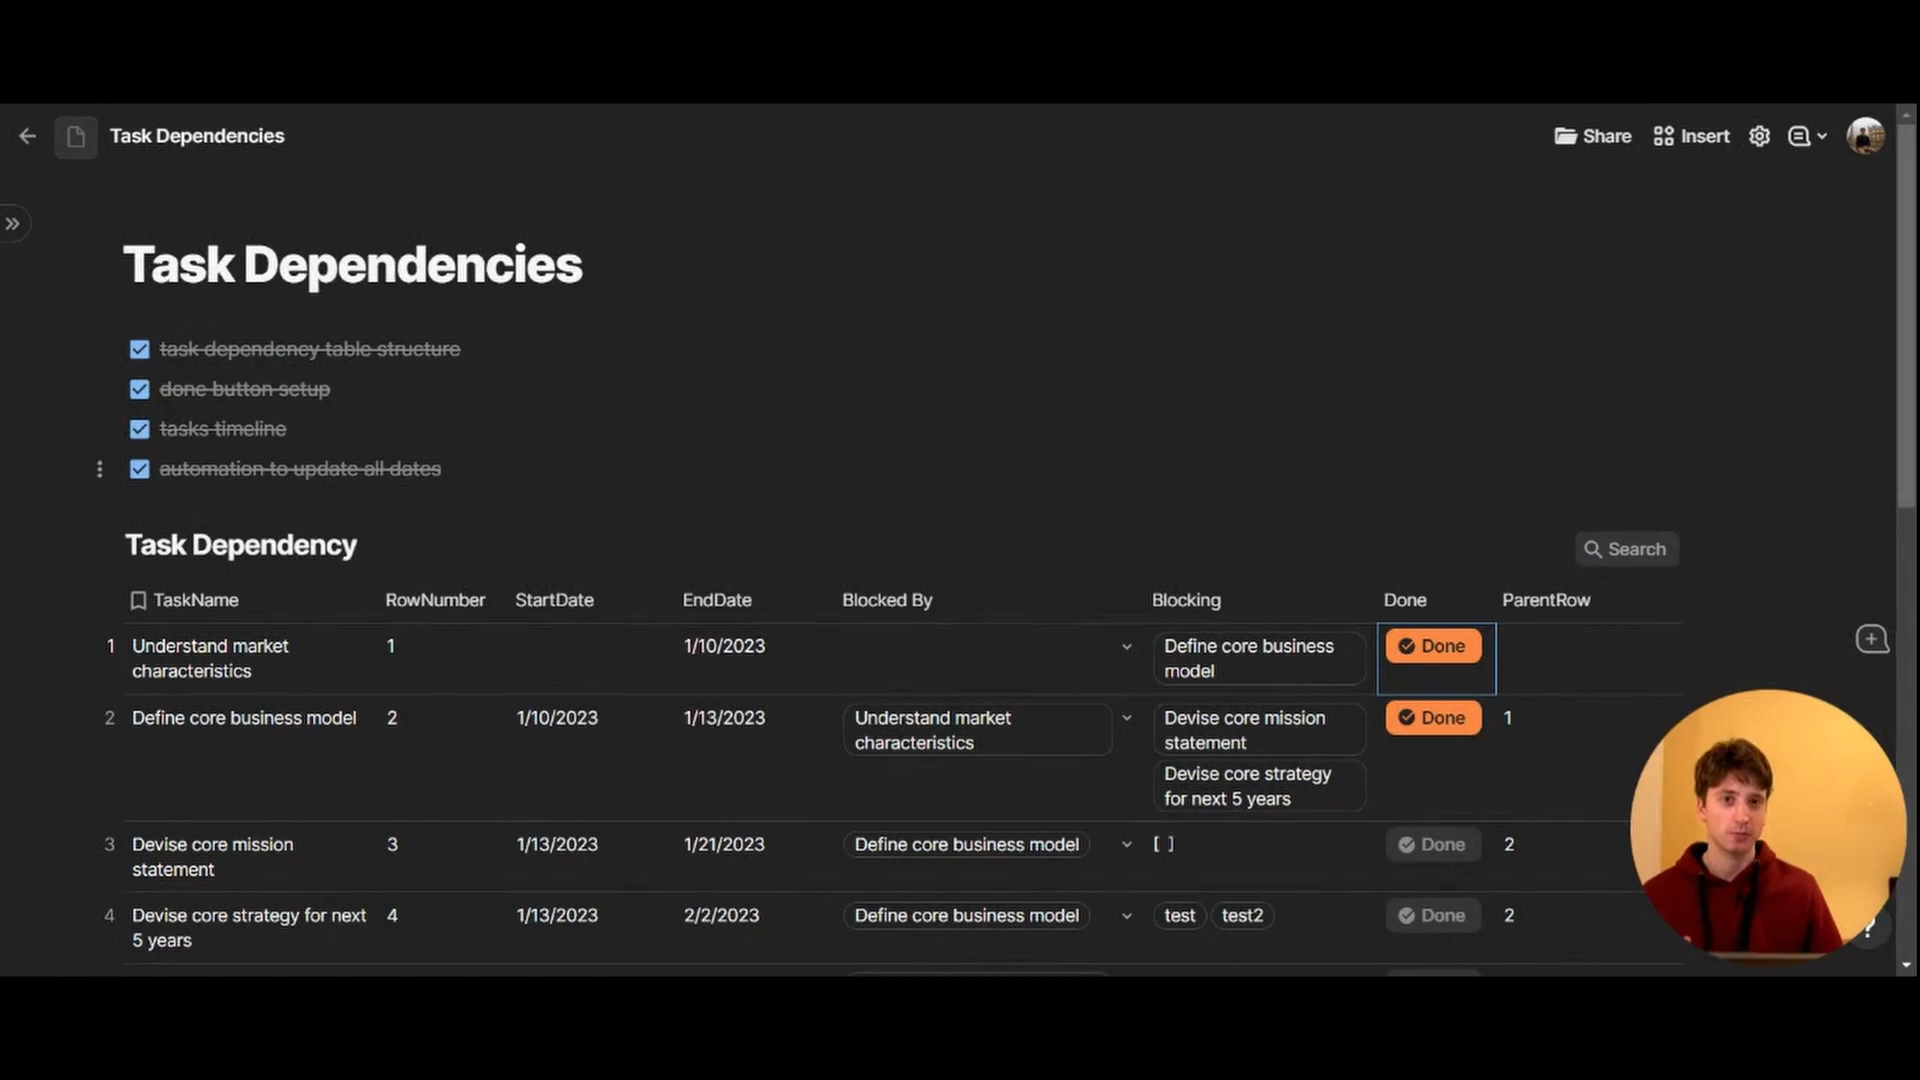 Task Dependencies
Share
Insert
Task Dependencies
task dependency table structure
done button setup
tasks timeline
automation to update all dates
Task Dependency
Search
TaskName RowNumber StartDate EndDate Blocked By Blocking Done ParentRow
1 Understand market characteristics 1 1/10/2023 Define core business model Done
2 Define core business model 2 1/10/2023 1/13/2023 Understand market characteristics Devise core mission statement Devise core strategy for next 5 years Done 1
3 Devise core mission statement 3 1/13/2023 1/21/2023 Define core business model [ ] Done 2
4 Devise core strategy for next 5 years 4 1/13/2023 2/2/2023 Define core business model test test2 Done 2
?